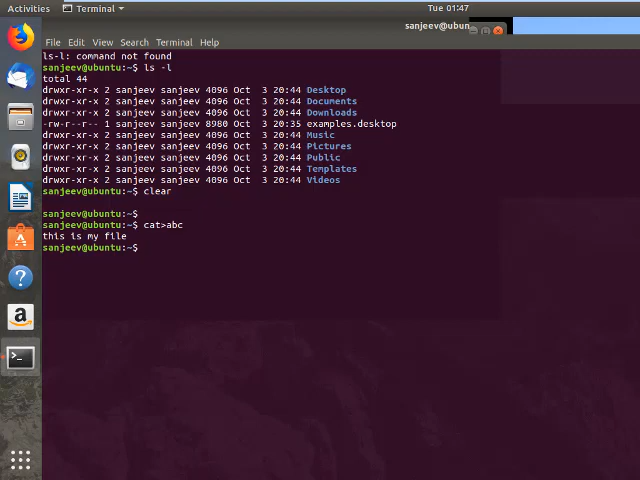 Activities Terminal Tue 01:47
sanjeev@ubun
File Edit View Search Terminal Help
ls-l: command not found
sanjeev@ubuntu:~$ ls -l
total 44
drwxr-xr-x 2 sanjeev sanjeev 4096 Oct  3 20:44 Desktop
drwxr-xr-x 2 sanjeev sanjeev 4096 Oct  3 20:44 Documents
drwxr-xr-x 2 sanjeev sanjeev 4096 Oct  3 20:44 Downloads
-rw-r--r-- 1 sanjeev sanjeev 8980 Oct  3 20:35 examples.desktop
drwxr-xr-x 2 sanjeev sanjeev 4096 Oct  3 20:44 Music
drwxr-xr-x 2 sanjeev sanjeev 4096 Oct  3 20:44 Pictures
drwxr-xr-x 2 sanjeev sanjeev 4096 Oct  3 20:44 Public
drwxr-xr-x 2 sanjeev sanjeev 4096 Oct  3 20:44 Templates
drwxr-xr-x 2 sanjeev sanjeev 4096 Oct  3 20:44 Videos
sanjeev@ubuntu:~$ clear
sanjeev@ubuntu:~$
sanjeev@ubuntu:~$ cat>abc
this is my file
sanjeev@ubuntu:~$